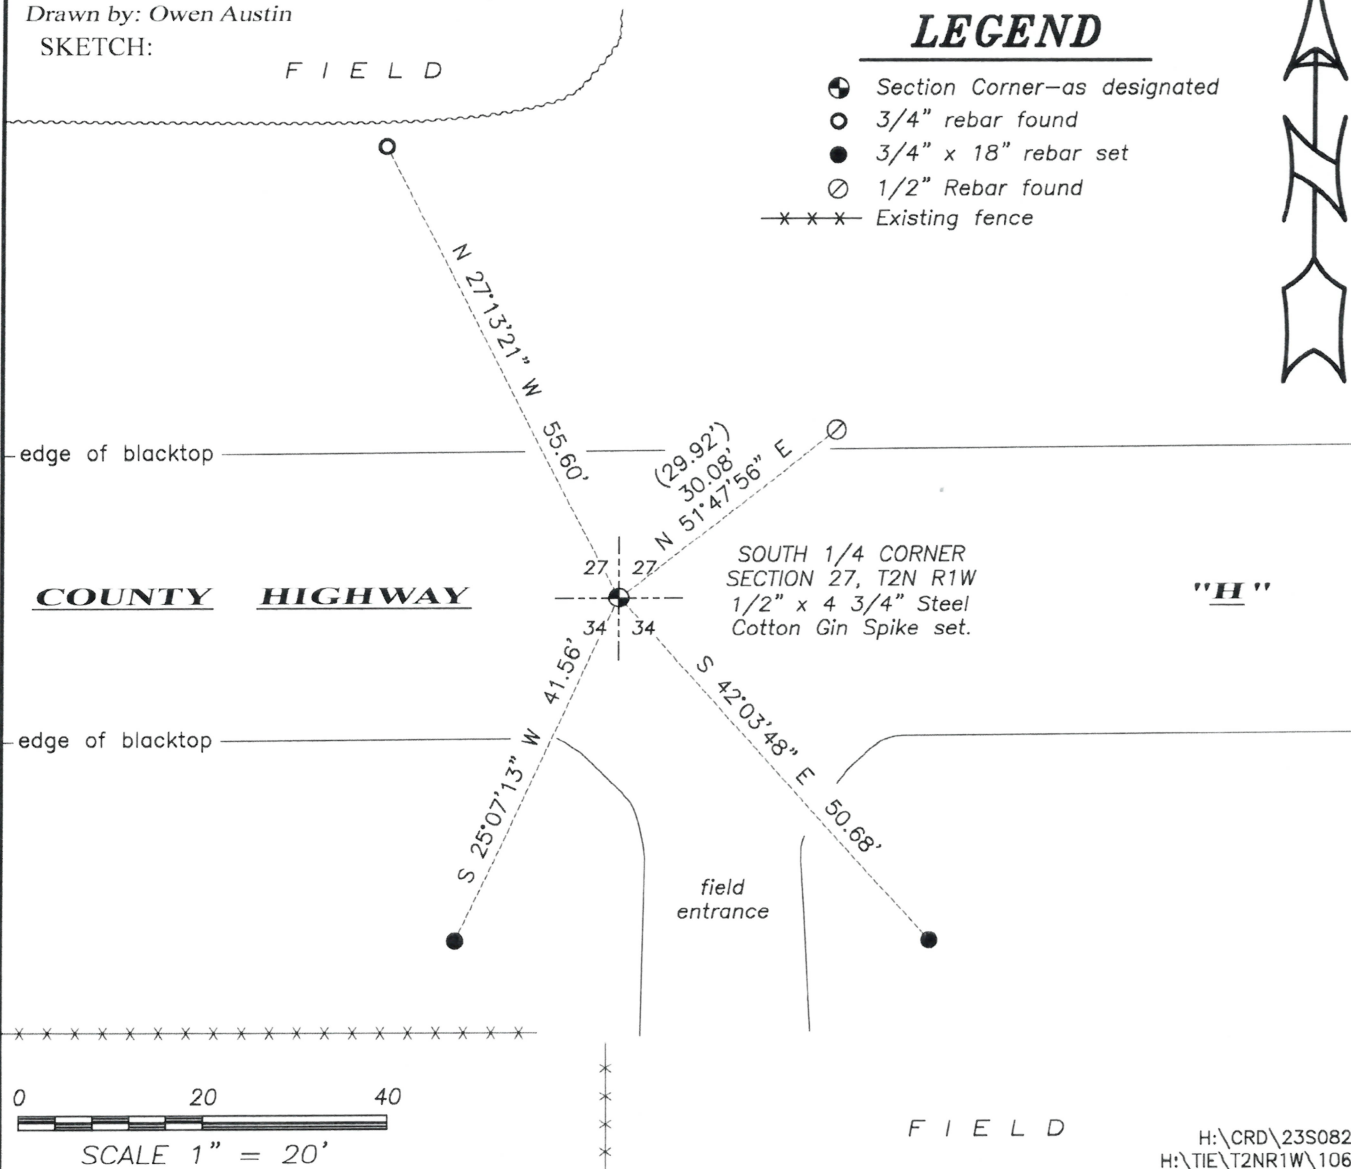 Drawn by: Owen Austin
SKETCH:
F I E L D
LEGEND
Section Corner-as designated
3/4" rebar found
3/4" x 18" rebar set
1/2" Rebar found
Existing fence
N
N 27°13'21" W 55.60'
edge of blacktop
(29.92')
30.08'
N 51°47'56" E
27 27
34 34
SOUTH 1/4 CORNER
SECTION 27, T2N R1W
1/2" x 4 3/4" Steel
Cotton Gin Spike set.
COUNTY HIGHWAY "H"
S 25°07'13" W 41.56'
S 42°03'48" E 50.68'
edge of blacktop
field
entrance
0 20 40
SCALE 1" = 20'
F I E L D
H:\CRD\23S082
H:\TIE\T2NR1W\106